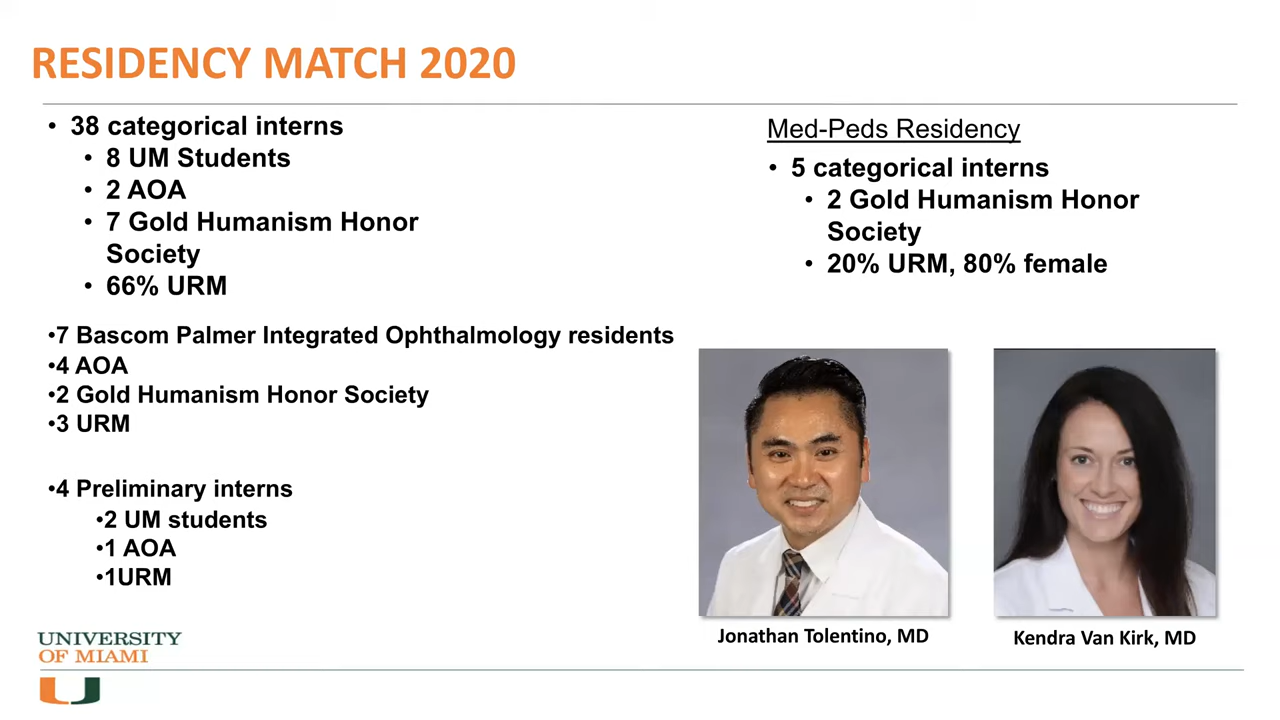 RESIDENCY MATCH 2020
• 38 categorical interns
• 8 UM Students
• 2 AOA
• 7 Gold Humanism Honor
Society
• 66% URM
•7 Bascom Palmer Integrated Ophthalmology residents
•4 AOA
•2 Gold Humanism Honor Society
•3 URM
•4 Preliminary interns
•2 UM students
•1 AOA
•1URM
Med-Peds Residency
• 5 categorical interns
• 2 Gold Humanism Honor
Society
• 20% URM, 80% female
Jonathan Tolentino, MD
Kendra Van Kirk, MD
UNIVERSITY
OF MIAMI